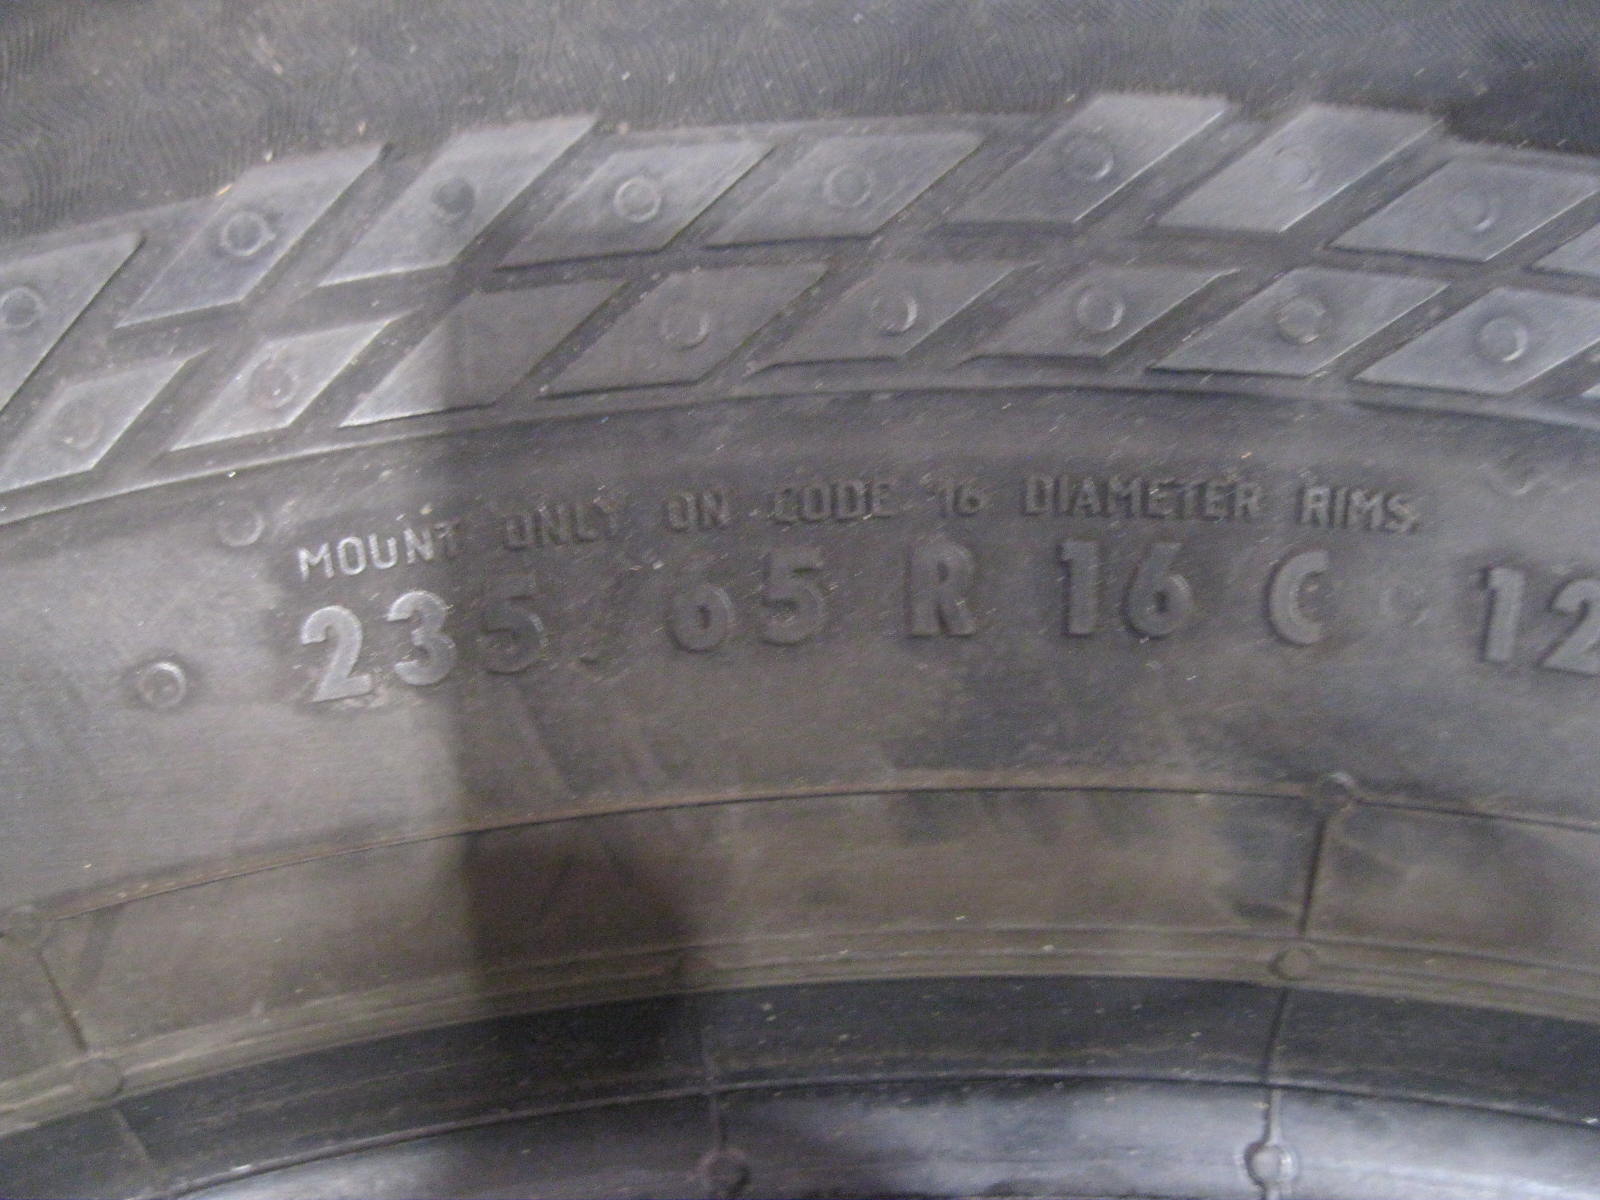 MOUNT ONLY ON CODE 16 DIAMETER RIMS.
235/65 R 16 C 12